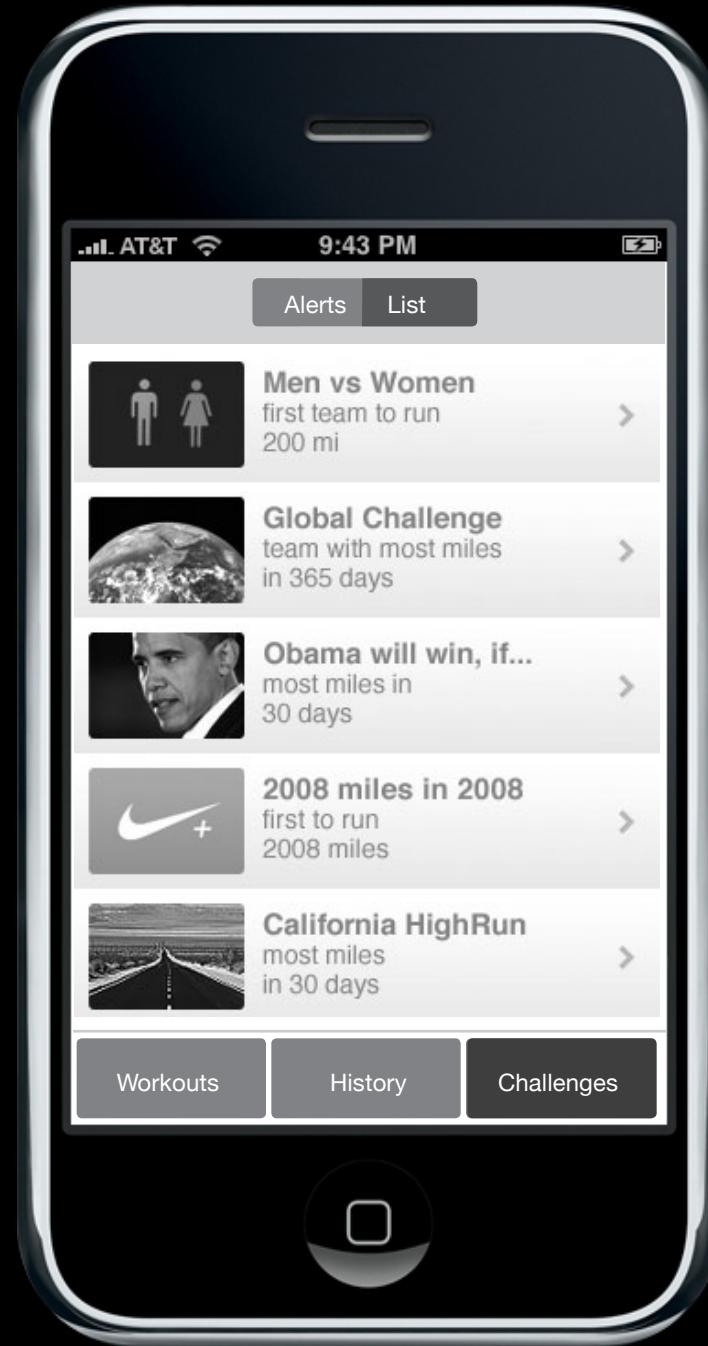 AT&T 9:43 PM
Alerts List
Men vs Women
first team to run
200 mi
Global Challenge
team with most miles
in 365 days
Obama will win, if...
most miles in
30 days
2008 miles in 2008
first to run
2008 miles
California HighRun
most miles
in 30 days
Workouts History Challenges